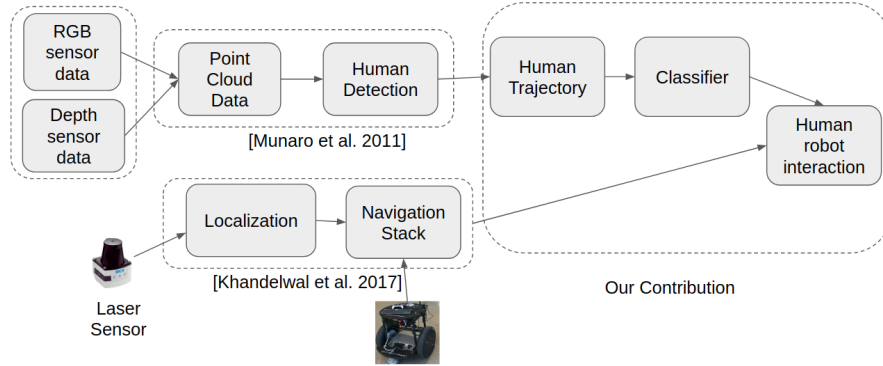 RGB
sensor
data
Depth
sensor
data
Point
Cloud
Data
Human
Detection
[Munaro et al. 2011]
Human
Trajectory
Classifier
Human
robot
interaction
Localization
Navigation
Stack
[Khandelwal et al. 2017]
Laser
Sensor
Our Contribution